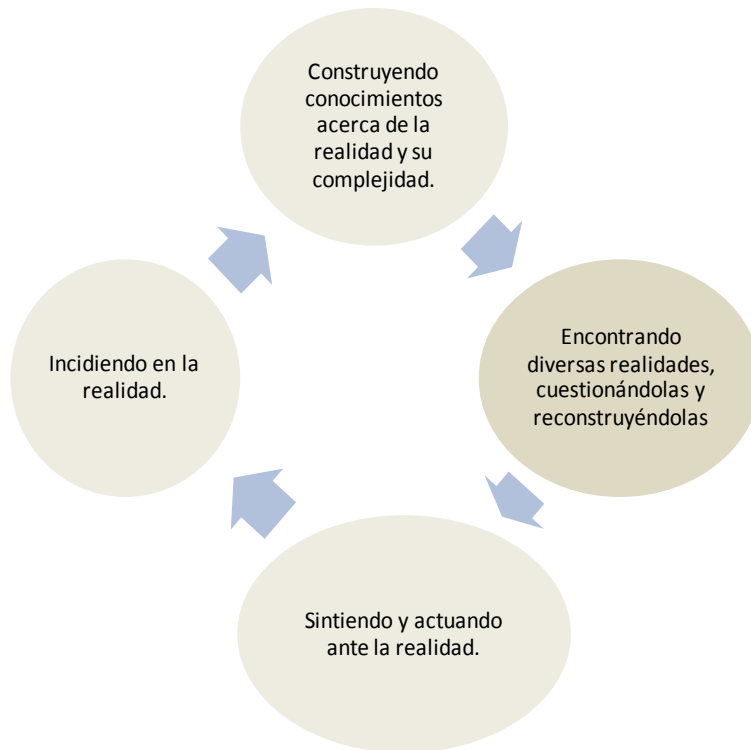 Construyendo
conocimientos
acerca de la
realidad y su
complejidad.
Encontrando
diversas realidades,
cuestionándolas y
reconstruyéndolas
Sintiendo y actuando
ante la realidad.
Incidiendo en la
realidad.